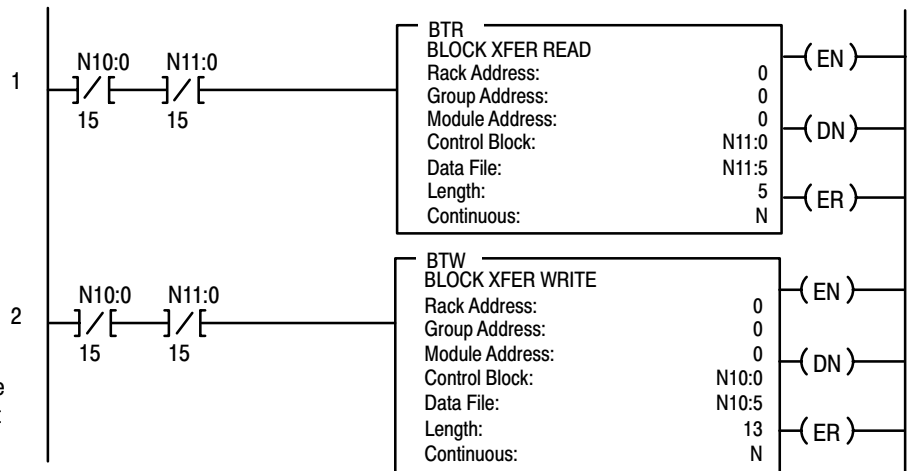 BTR
BLOCK XFER READ
N10:0 N11:0
1
15 15
Rack Address: 0
Group Address: 0
Module Address: 0
Control Block: N11:0
Data File: N11:5
Length: 5
Continuous: N
EN
DN
ER
BTW
BLOCK XFER WRITE
N10:0 N11:0
2
15 15
Rack Address: 0
Group Address: 0
Module Address: 0
Control Block: N10:0
Data File: N10:5
Length: 13
Continuous: N
EN
DN
ER
e